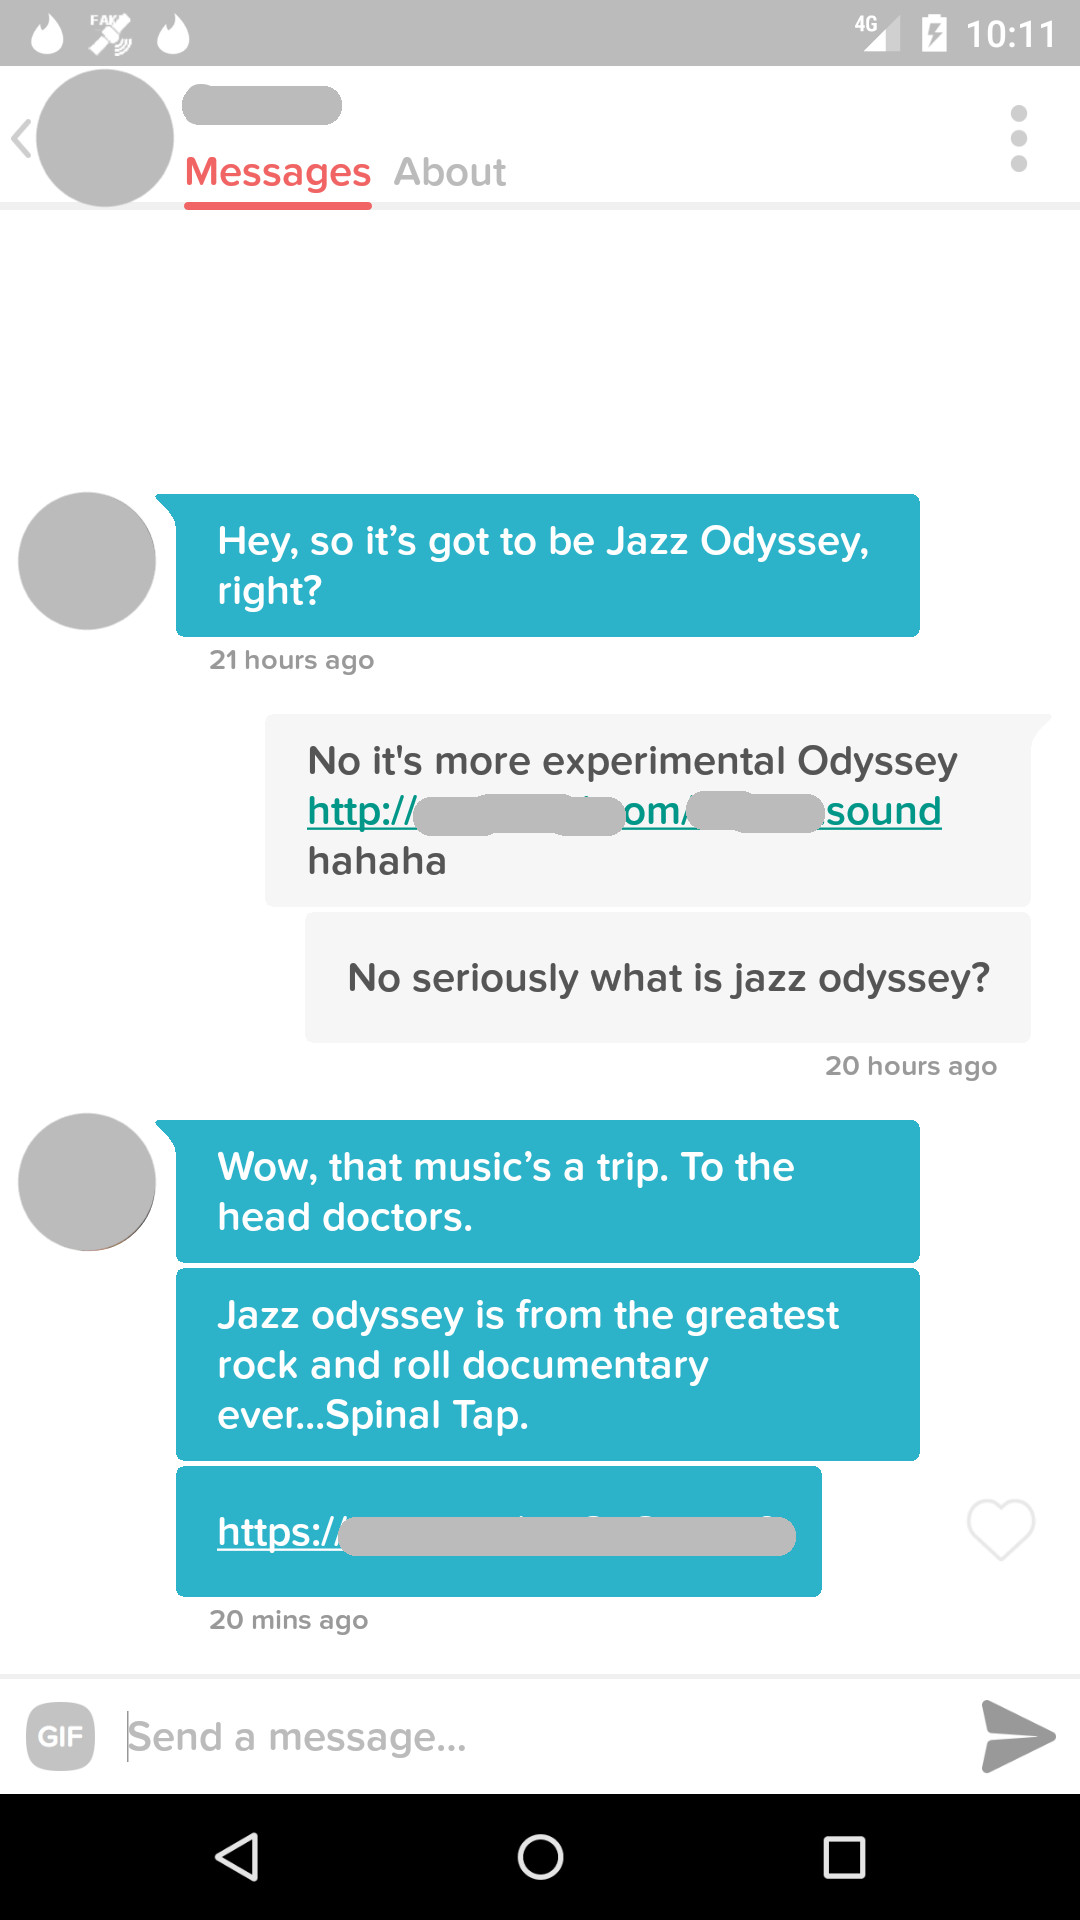 FAKE
4G 10:11
Messages About
Hey, so it’s got to be Jazz Odyssey,
right?
21 hours ago
No it's more experimental Odyssey
http:// om/ sound
hahaha
No seriously what is jazz odyssey?
20 hours ago
Wow, that music’s a trip. To the
head doctors.
Jazz odyssey is from the greatest
rock and roll documentary
ever...Spinal Tap.
https://
20 mins ago
GIF Send a message...